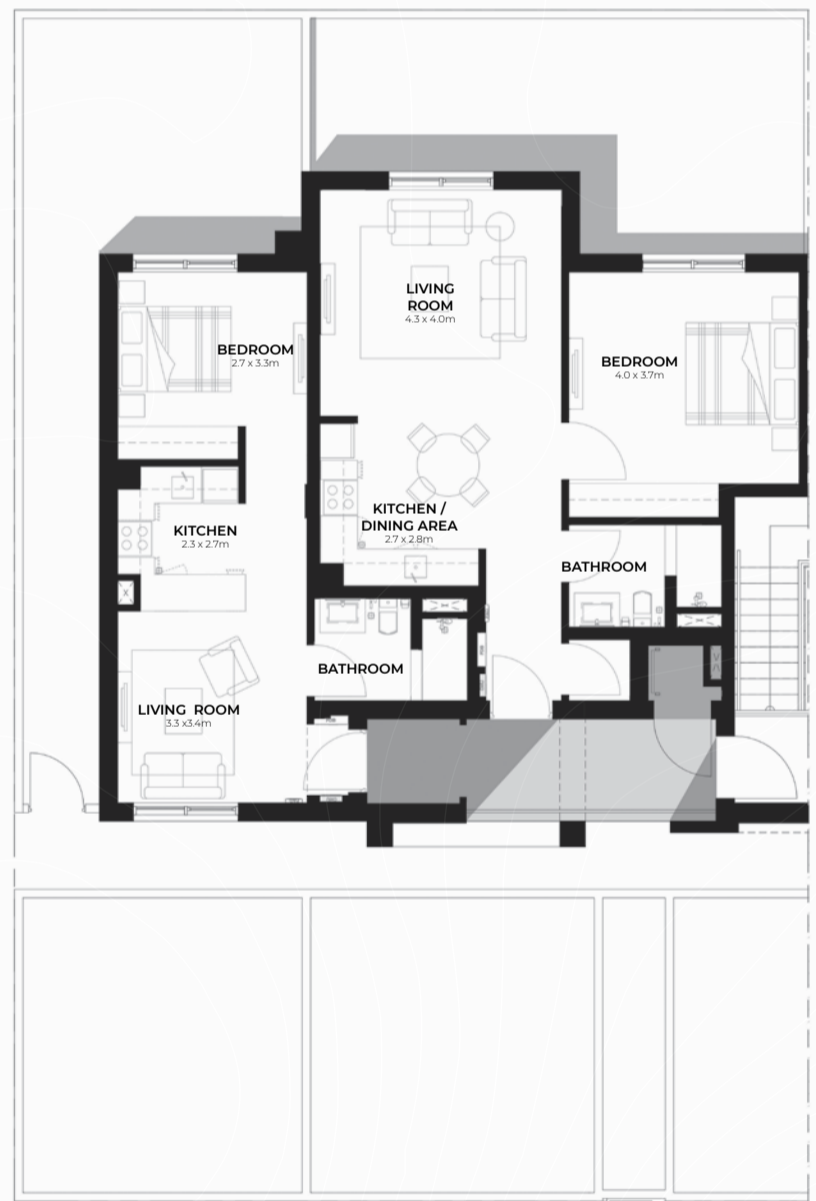 LIVING
ROOM
4.3 x 4.0m
BEDROOM
2.7 x 3.3m
BEDROOM
4.0 x 3.7m
KITCHEN /
DINING AREA
2.7 x 2.8m
KITCHEN
2.3 x 2.7m
BATHROOM
BATHROOM
LIVING ROOM
3.3 x3.4m